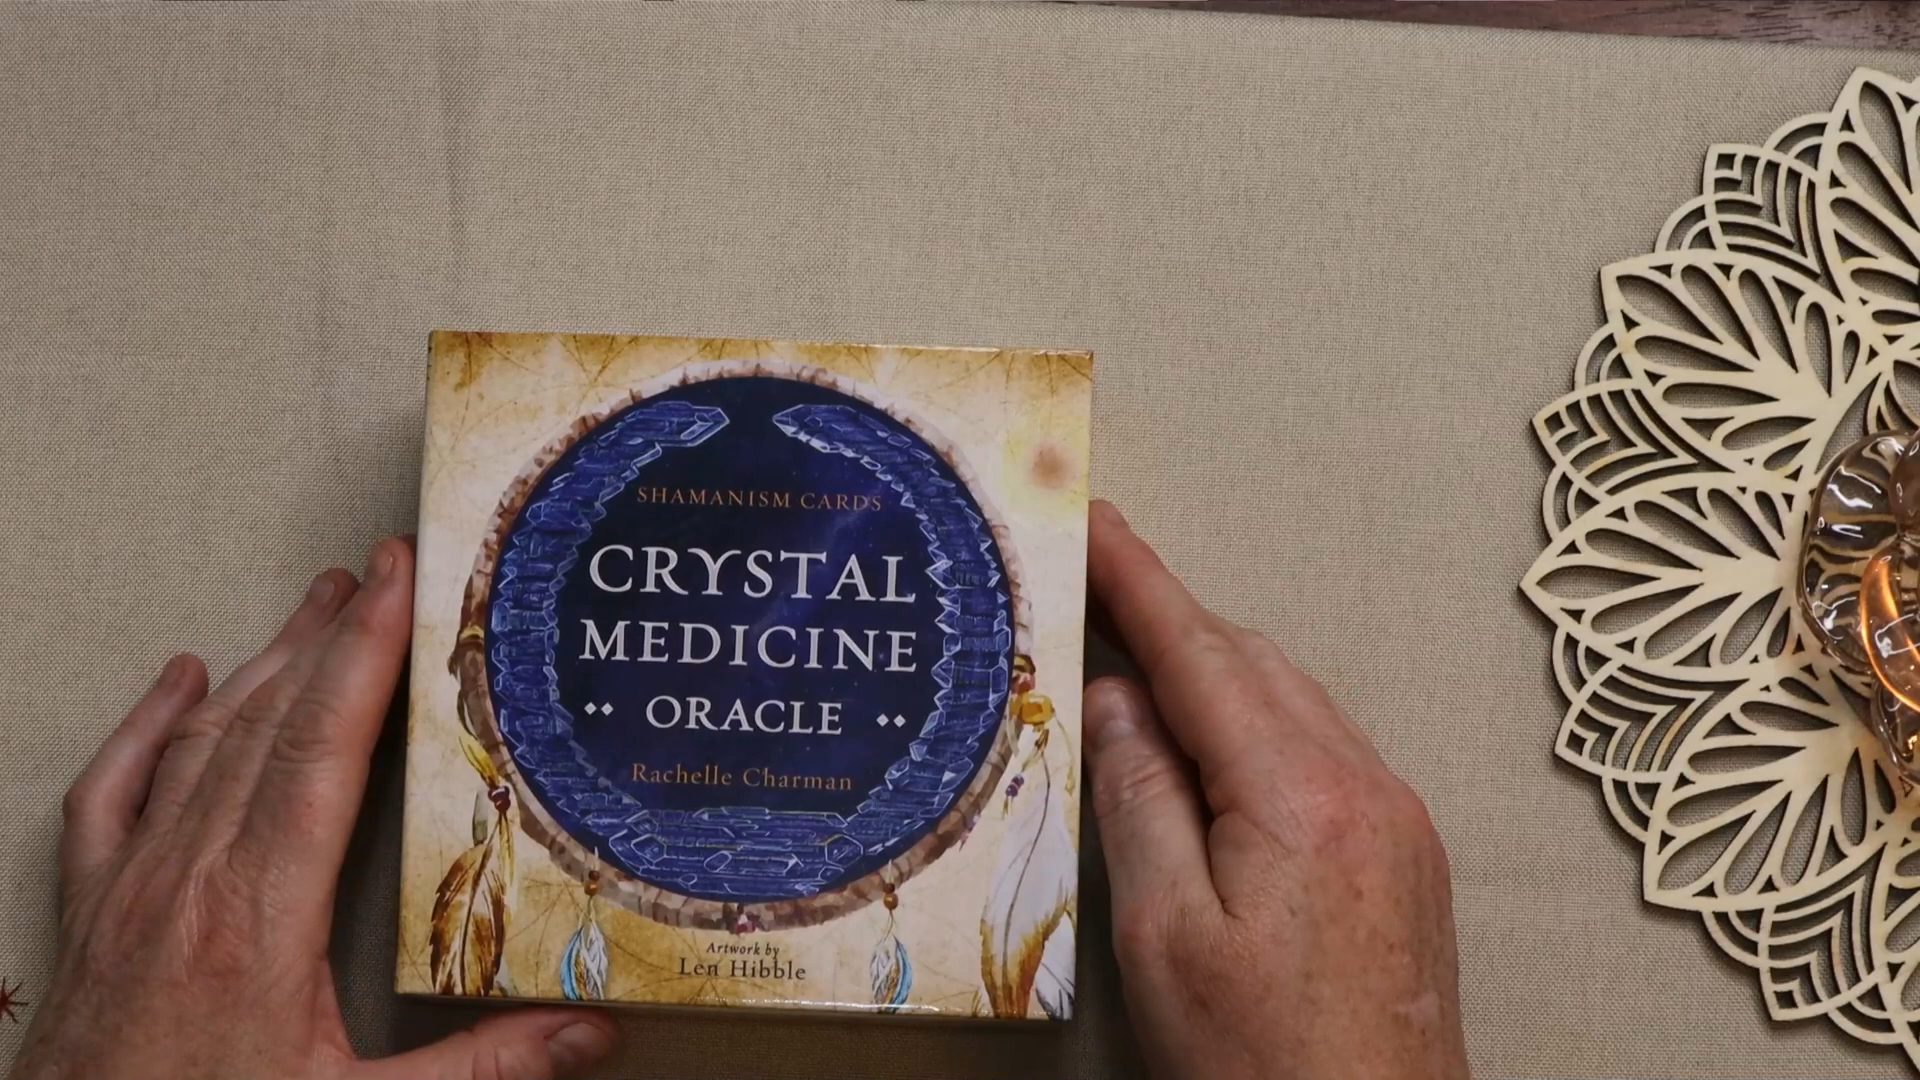 SHAMANISM CARDS
CRYSTAL
MEDICINE
ORACLE
Rachelle Charman
Artwork by
Len Hibble